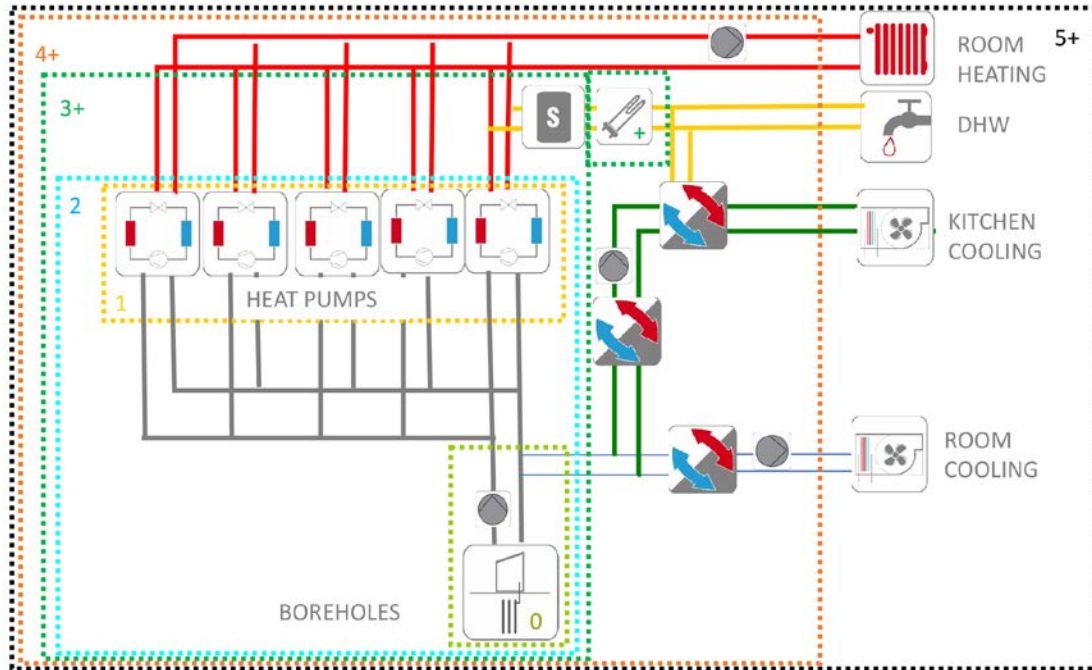 4+
5+
ROOM
HEATING
3+
S
+
DHW
2
KITCHEN
COOLING
1
HEAT PUMPS
ROOM
COOLING
BOREHOLES
0